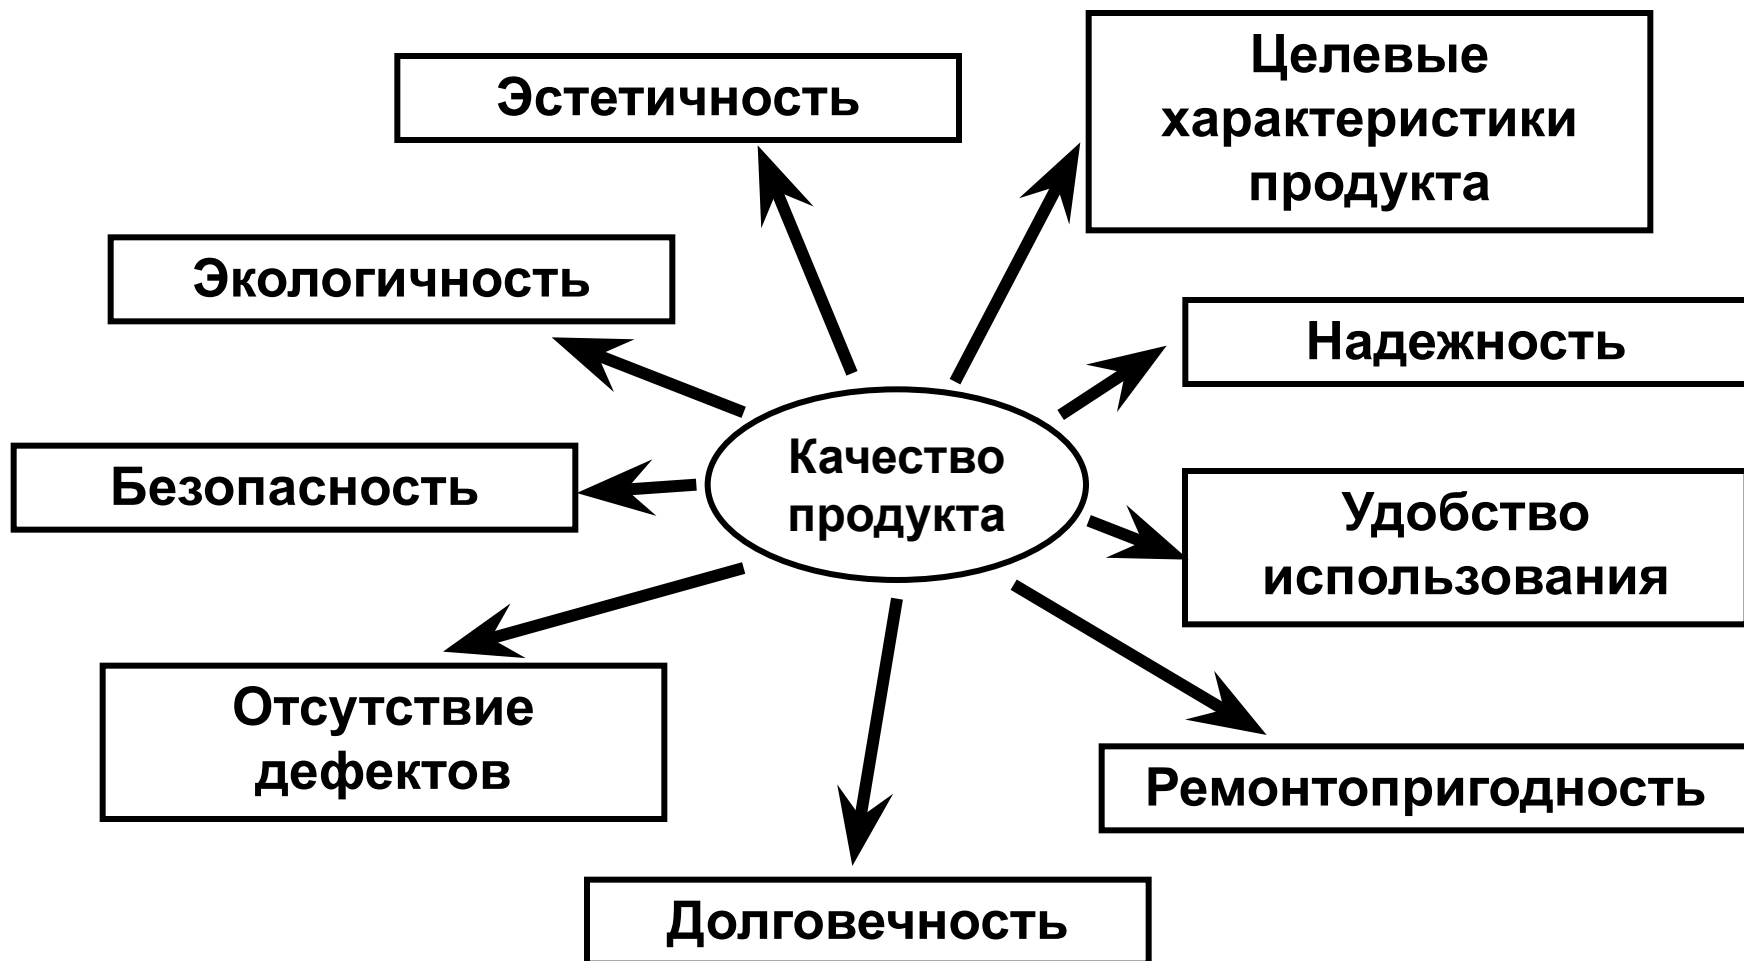 Эстетичность
Целевые
характеристики
продукта
Экологичность
Надежность
Качество
продукта
Безопасность
Удобство
использования
Отсутствие
дефектов
Ремонтопригодность
Долговечность